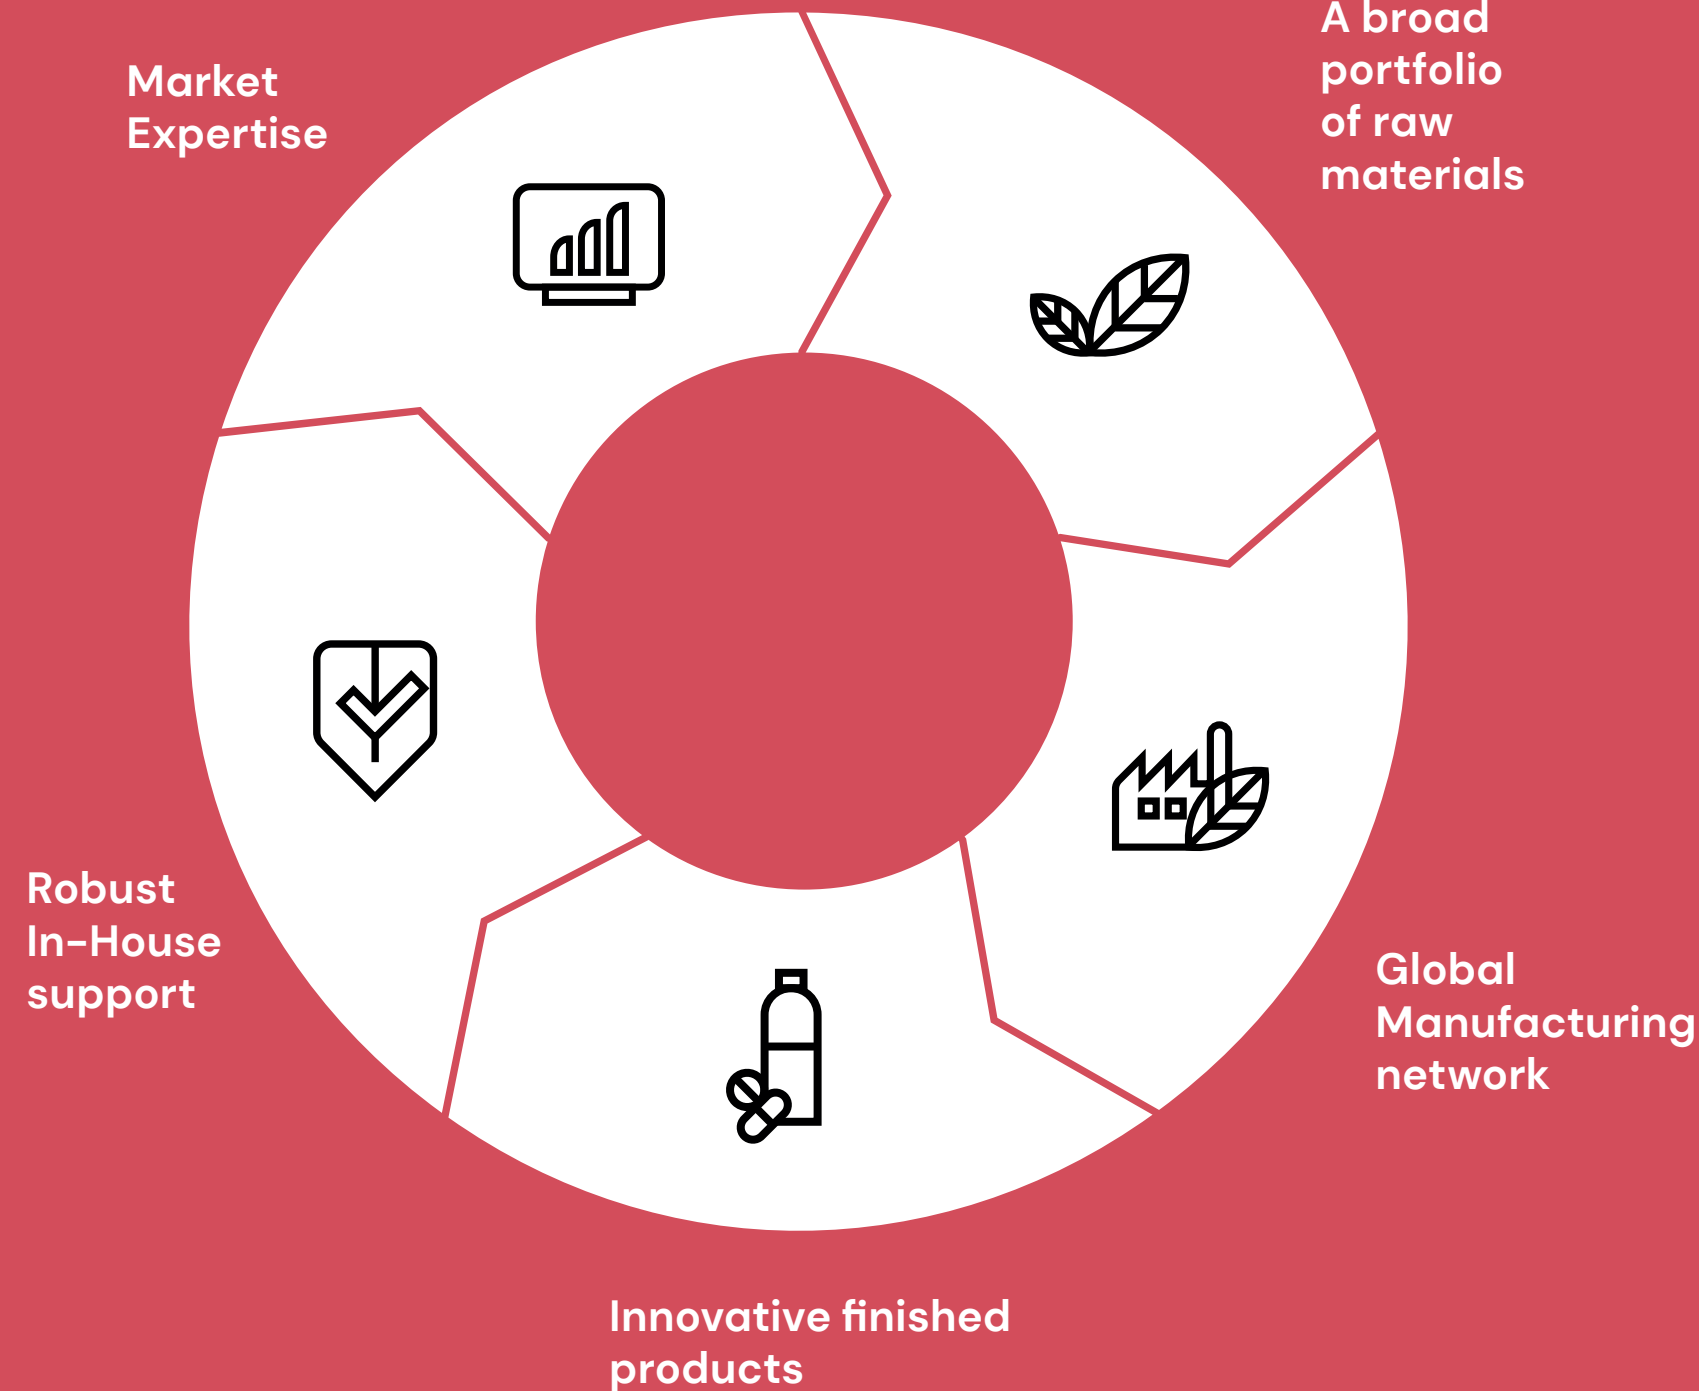 Market
Expertise
A broad
portfolio
of raw
materials
Robust
In-House
support
Global
Manufacturing
network
Innovative finished
products